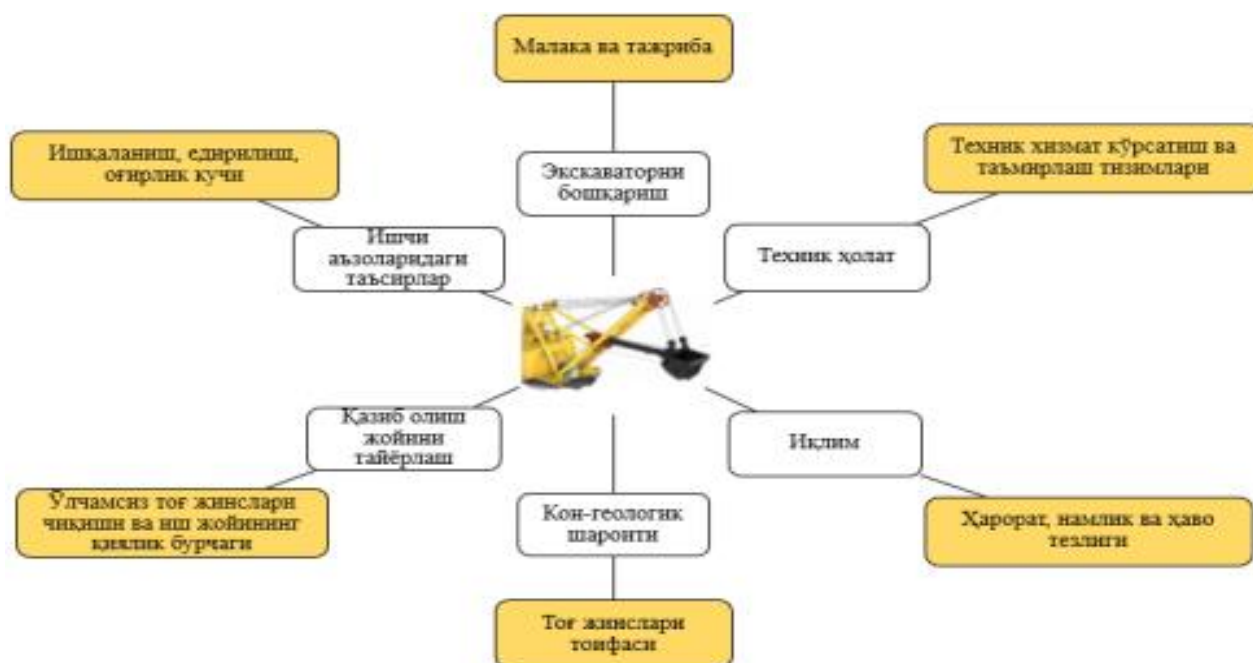 Малака ва тажриба
Экскаваторни
бошқариш
Ишқаланиш, едирилиш,
оғирлик кучи
Ишчи
аъзоларидаги
таъсирлар
Техник хизмат кўрсатиш ва
таъмирлаш тизимлари
Техник ҳолат
Қазиб олиш
жойини
тайёрлаш
Ўлчамсиз тоғ жинслари
чиқиши ва иш жойининг
қиялик бурчаги
Иқлим
Ҳарорат, намлик ва ҳаво
тезлиги
Кон-геологик
шароити
Тоғ жинслари
тоифаси